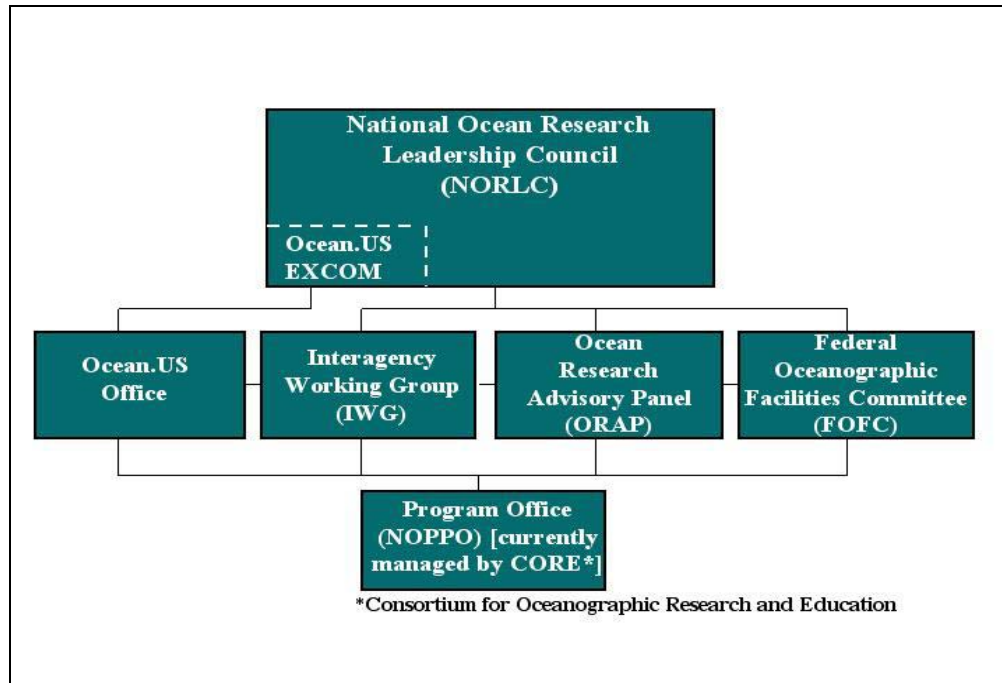 National Ocean Research
Leadership Council
(NORLC)
Ocean.US
EXCOM
Ocean.US
Office
Interagency
Working Group
(IWG)
Ocean
Research
Advisory Panel
(ORAP)
Federal
Oceanographic
Facilities Committee
(FOFC)
Program Office
(NOPPO) [currently
managed by CORE*]
*Consortium for Oceanographic Research and Education